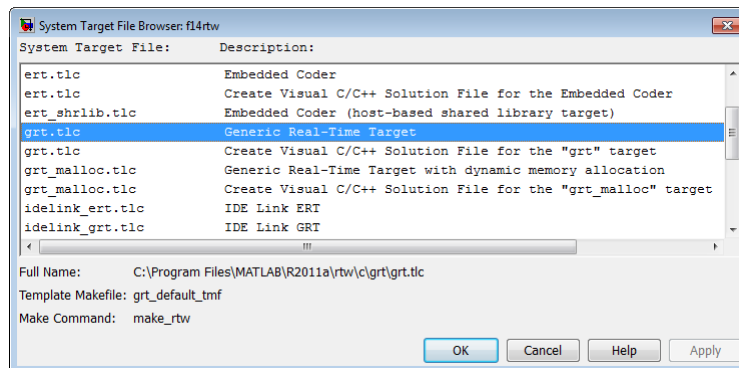 System Target File Browser: f14rtw
System Target File: Description:
ert.tlc Embedded Coder
ert.tlc Create Visual C/C++ Solution File for the Embedded Coder
ert_shrlib.tlc Embedded Coder (host-based shared library target)
grt.tlc Generic Real-Time Target
grt.tlc Create Visual C/C++ Solution File for the "grt" target
grt_malloc.tlc Generic Real-Time Target with dynamic memory allocation
grt_malloc.tlc Create Visual C/C++ Solution File for the "grt_malloc" target
idelink_ert.tlc IDE Link ERT
idelink_grt.tlc IDE Link GRT
Full Name: C:\Program Files\MATLAB\R2011a\rtw\c\grt\grt.tlc
Template Makefile: grt_default_tmf
Make Command: make_rtw
OK Cancel Help Apply